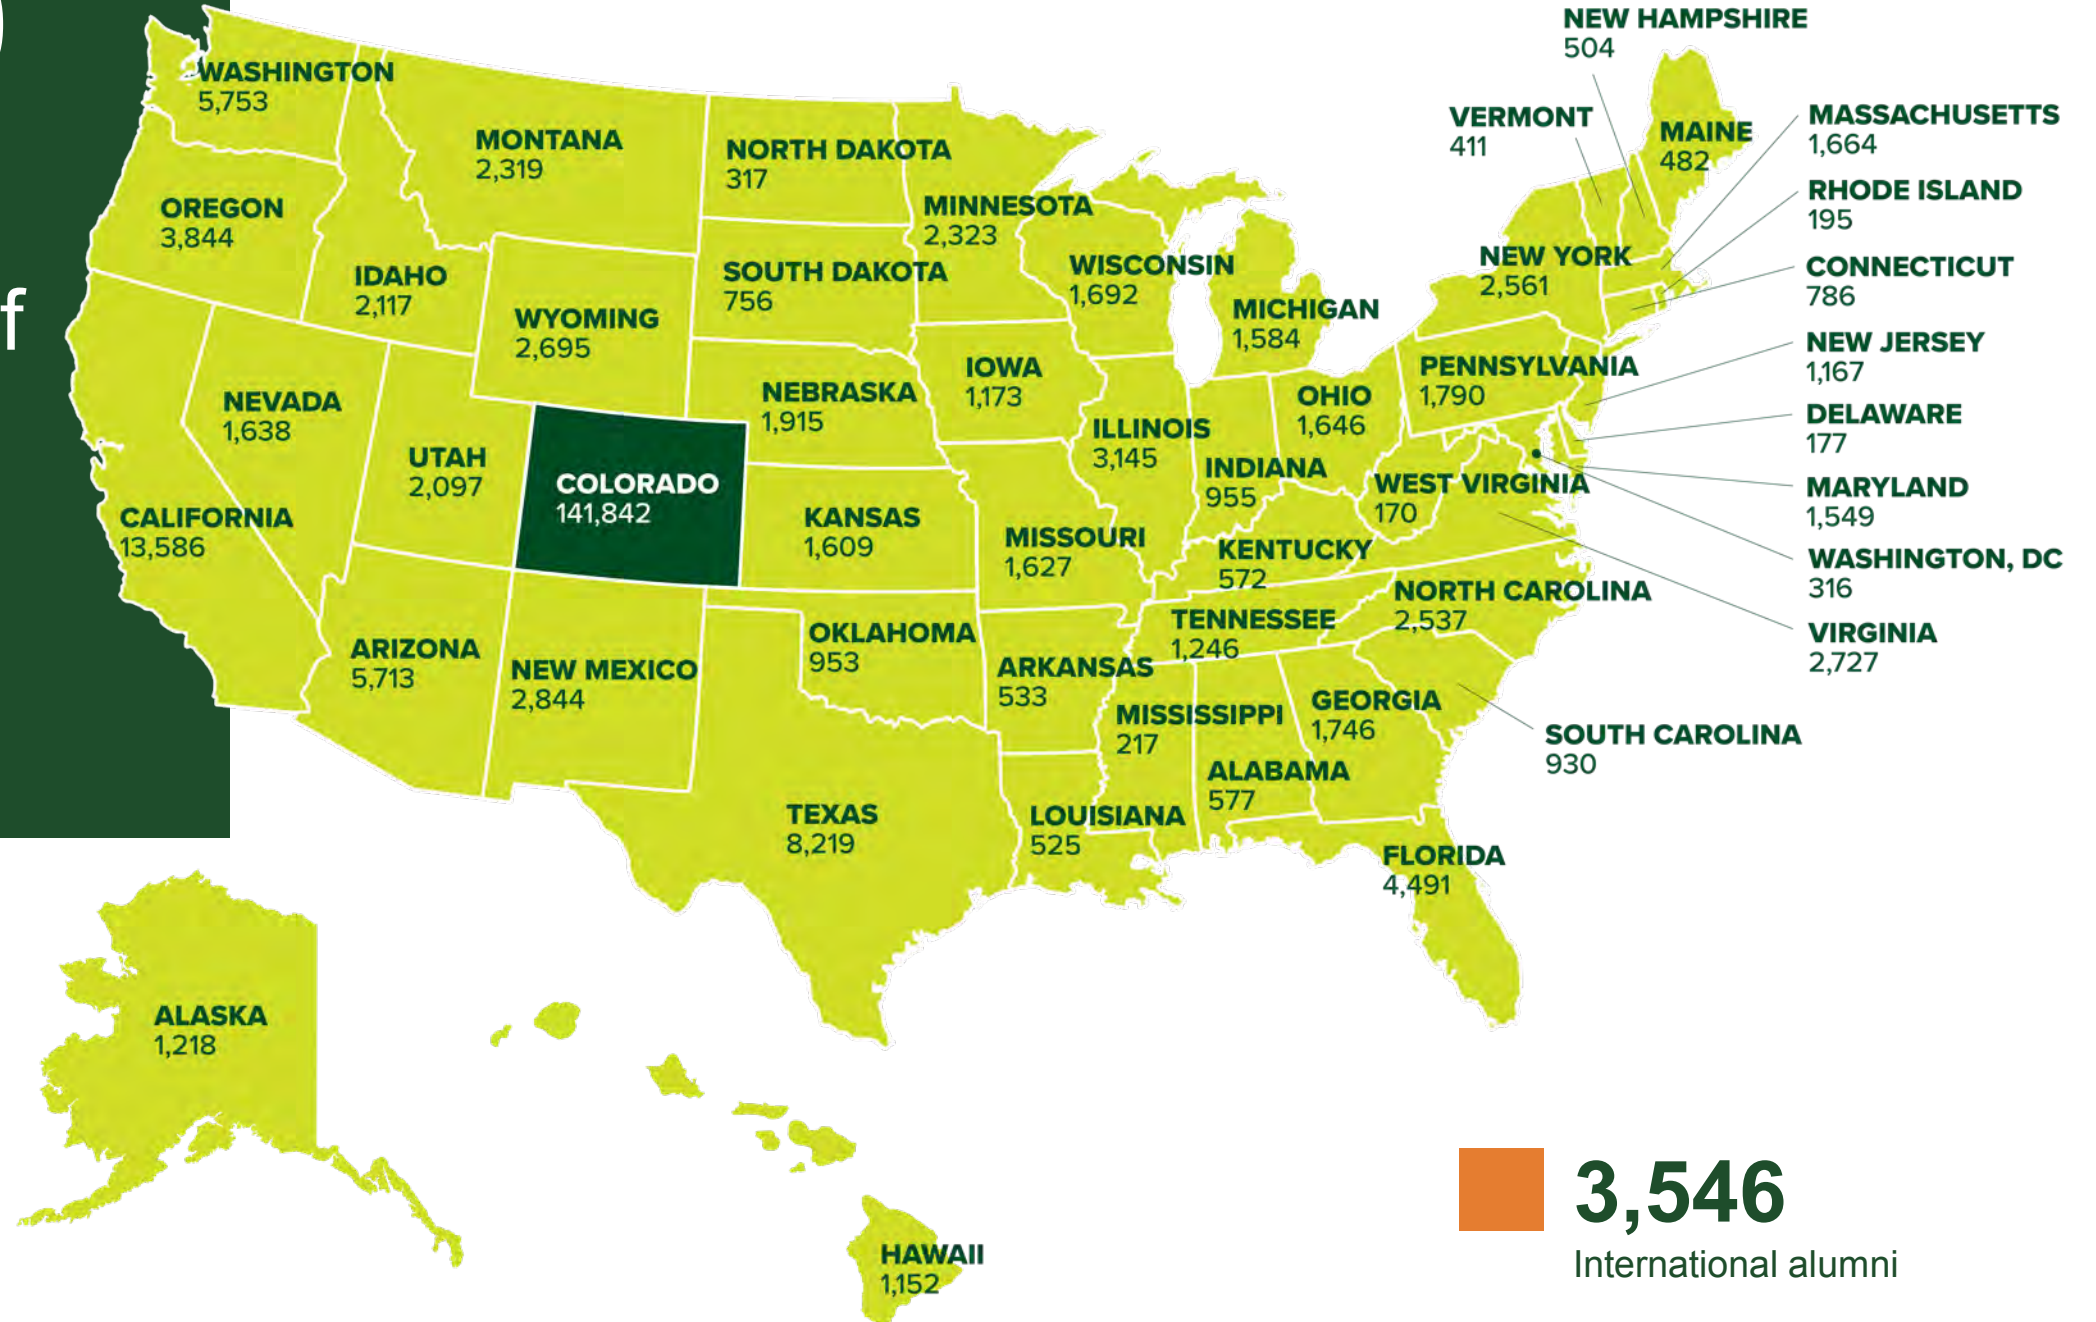 NEW HAMPSHIRE
504
WASHINGTON
5,753
VERMONT
411
MAINE
482
MASSACHUSETTS
1,664
MONTANA
2,319
NORTH DAKOTA
317
RHODE ISLAND
195
OREGON
3,844
MINNESOTA
2,323
NEW YORK
2,561
CONNECTICUT
786
IDAHO
2,117
SOUTH DAKOTA
756
WISCONSIN
1,692
f
WYOMING
2,695
MICHIGAN
1,584
NEW JERSEY
1,167
NEVADA
1,638
NEBRASKA
1,915
IOWA
1,173
OHIO
1,646
PENNSYLVANIA
1,790
DELAWARE
177
UTAH
2,097
ILLINOIS
3,145
INDIANA
955
COLORADO
141,842
WEST VIRGINIA
170
MARYLAND
1,549
CALIFORNIA
13,586
KANSAS
1,609
MISSOURI
1,627
KENTUCKY
572
WASHINGTON, DC
316
NORTH CAROLINA
2,537
TENNESSEE
1,246
VIRGINIA
2,727
ARIZONA
5,713
NEW MEXICO
2,844
OKLAHOMA
953
ARKANSAS
533
MISSISSIPPI
217
GEORGIA
1,746
SOUTH CAROLINA
930
ALABAMA
577
TEXAS
8,219
LOUISIANA
525
FLORIDA
4,491
ALASKA
1,218
HAWAII
1,152
3,546
International alumni